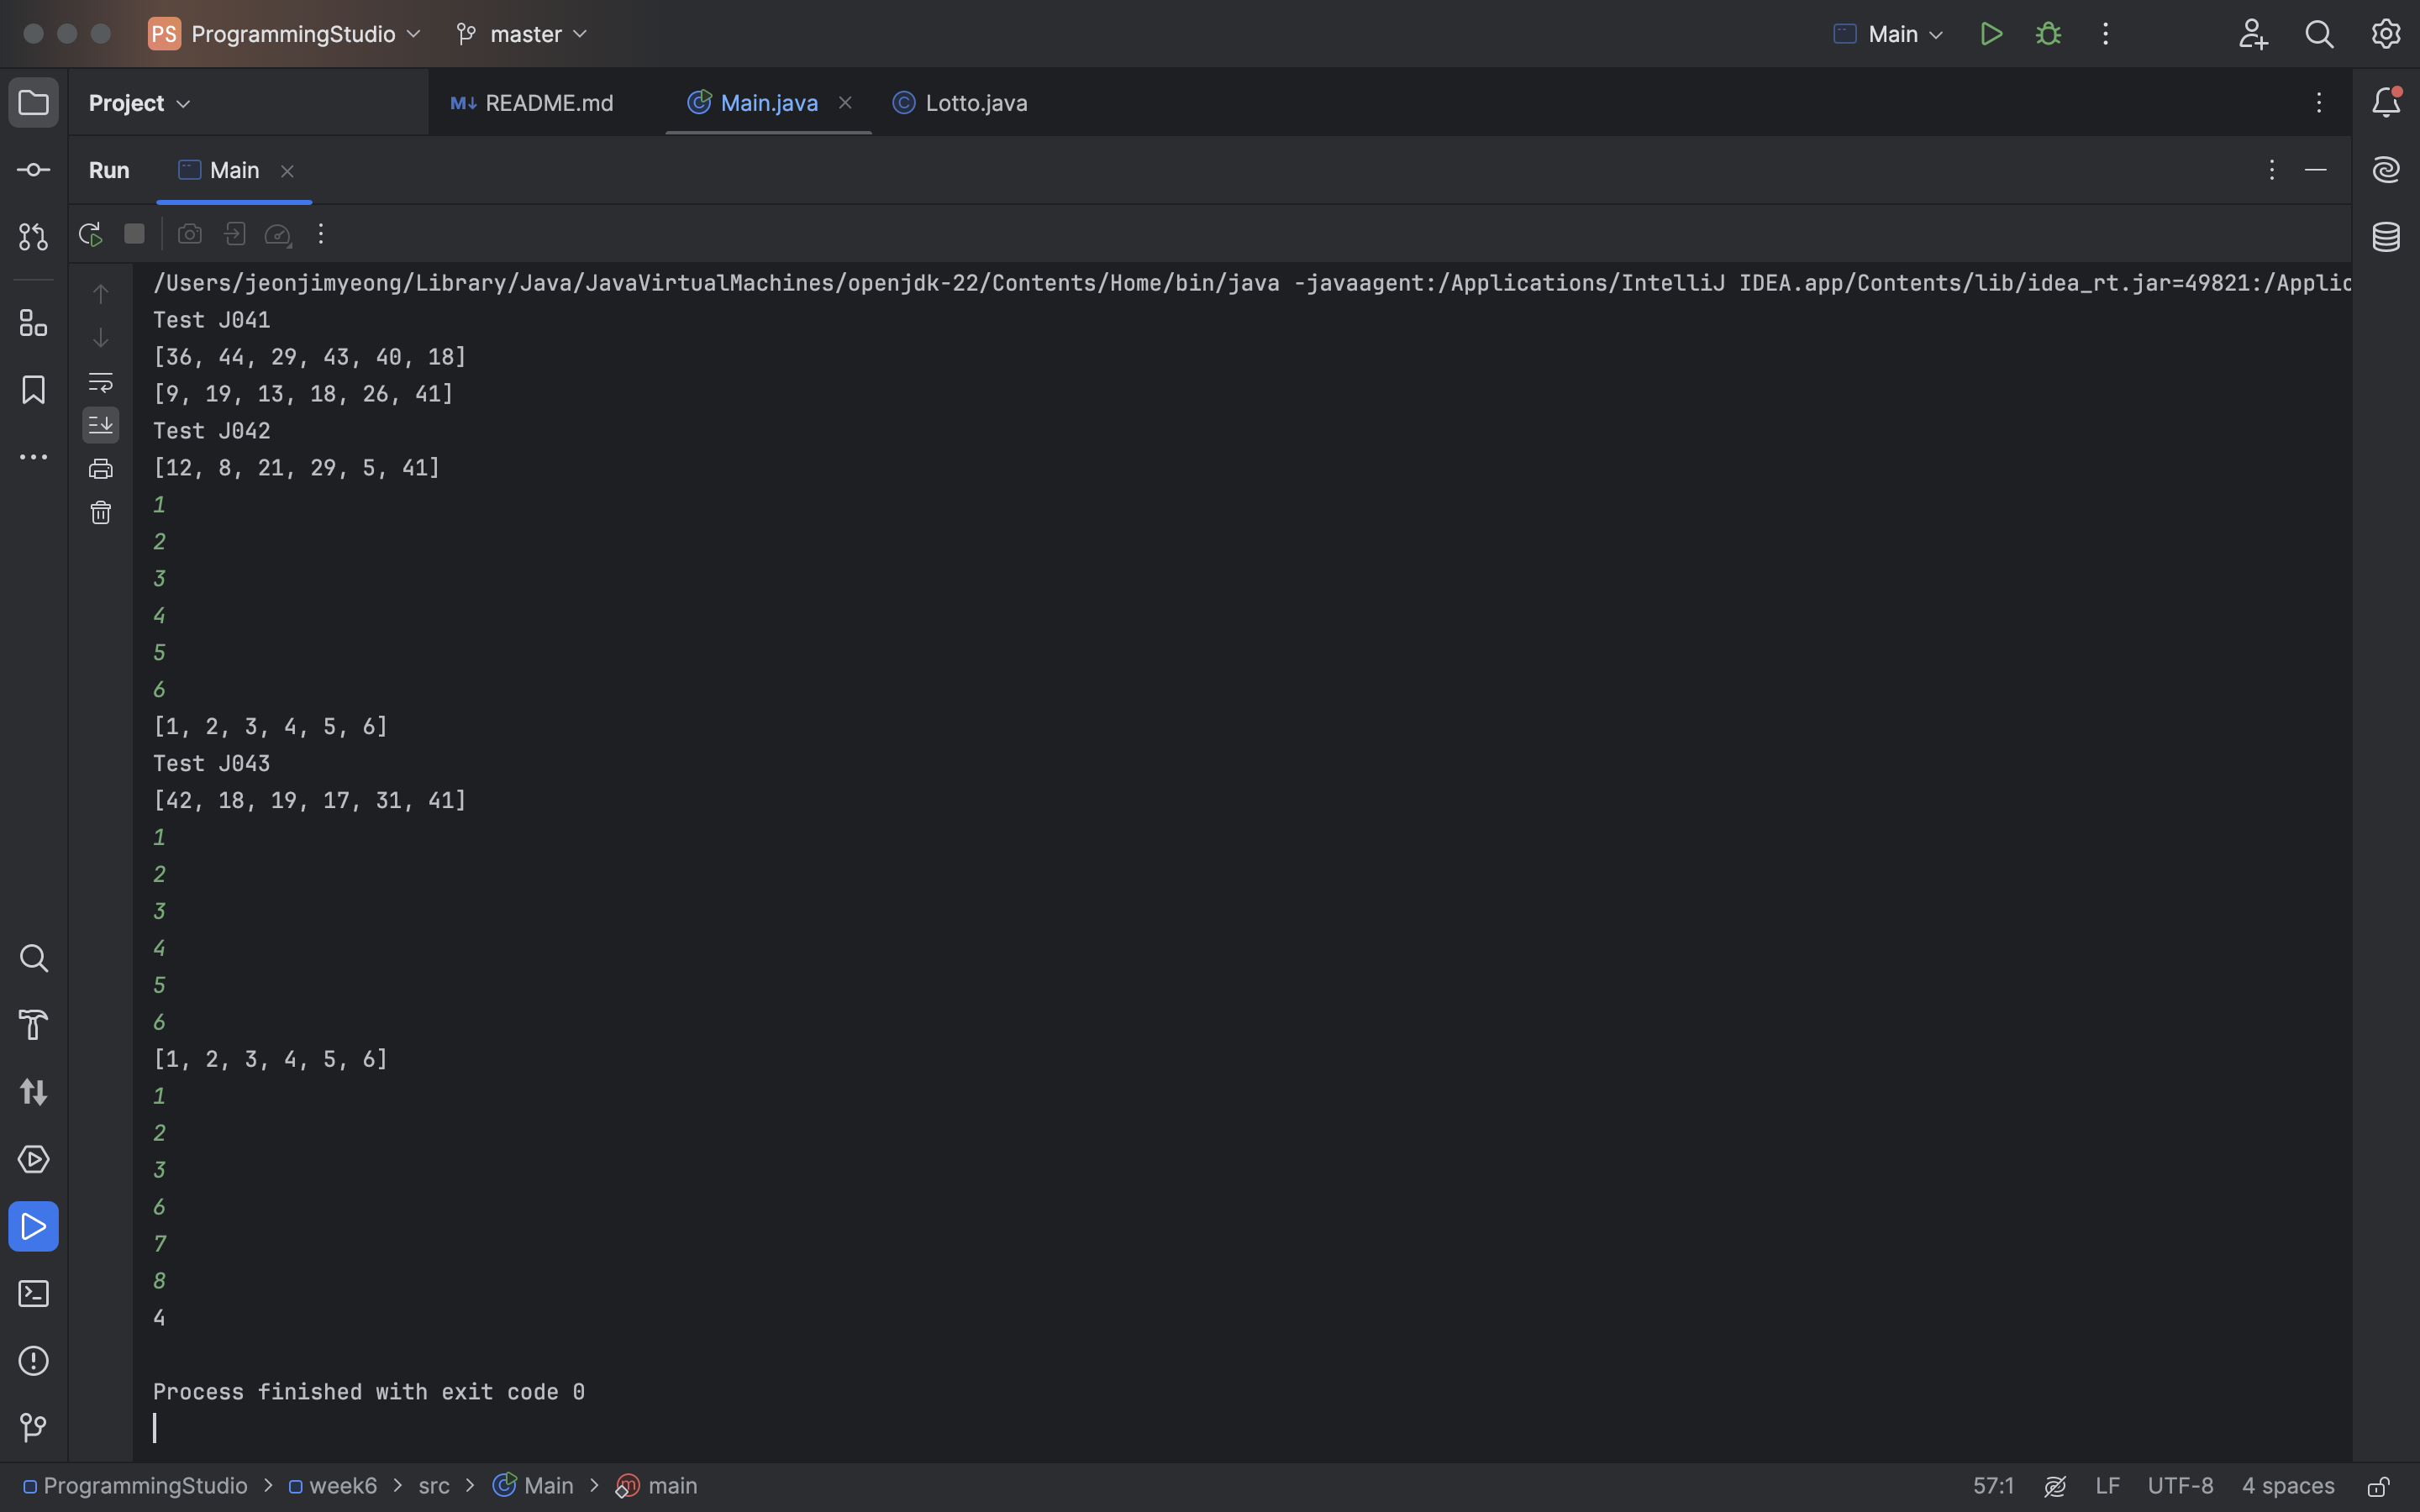 PS ProgrammingStudio master Main
Project M↓ README.md Main.java Lotto.java
Run Main
/Users/jeonjimyeong/Library/Java/JavaVirtualMachines/openjdk-22/Contents/Home/bin/java -javaagent:/Applications/IntelliJ IDEA.app/Contents/lib/idea_rt.jar=49821:/Applic
Test J041
[36, 44, 29, 43, 40, 18]
[9, 19, 13, 18, 26, 41]
Test J042
[12, 8, 21, 29, 5, 41]
1
2
3
4
5
6
[1, 2, 3, 4, 5, 6]
Test J043
[42, 18, 19, 17, 31, 41]
1
2
3
4
5
6
[1, 2, 3, 4, 5, 6]
1
2
3
6
7
8
4
Process finished with exit code 0
ProgrammingStudio > week6 > src > Main > main 57:1 LF UTF-8 4 spaces